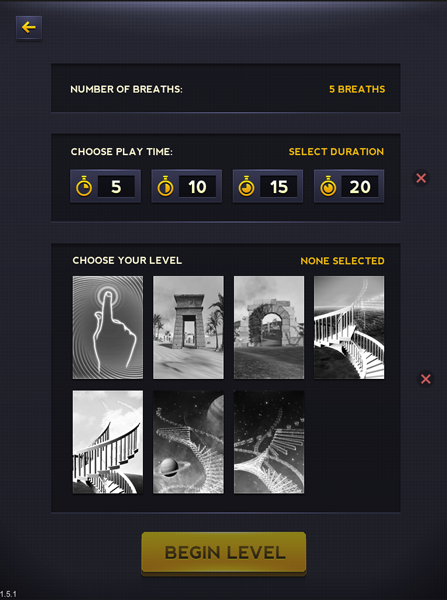 NUMBER OF BREATHS: 5 BREATHS
CHOOSE PLAY TIME: SELECT DURATION
5 10 15 20
CHOOSE YOUR LEVEL NONE SELECTED
BEGIN LEVEL
1.5.1